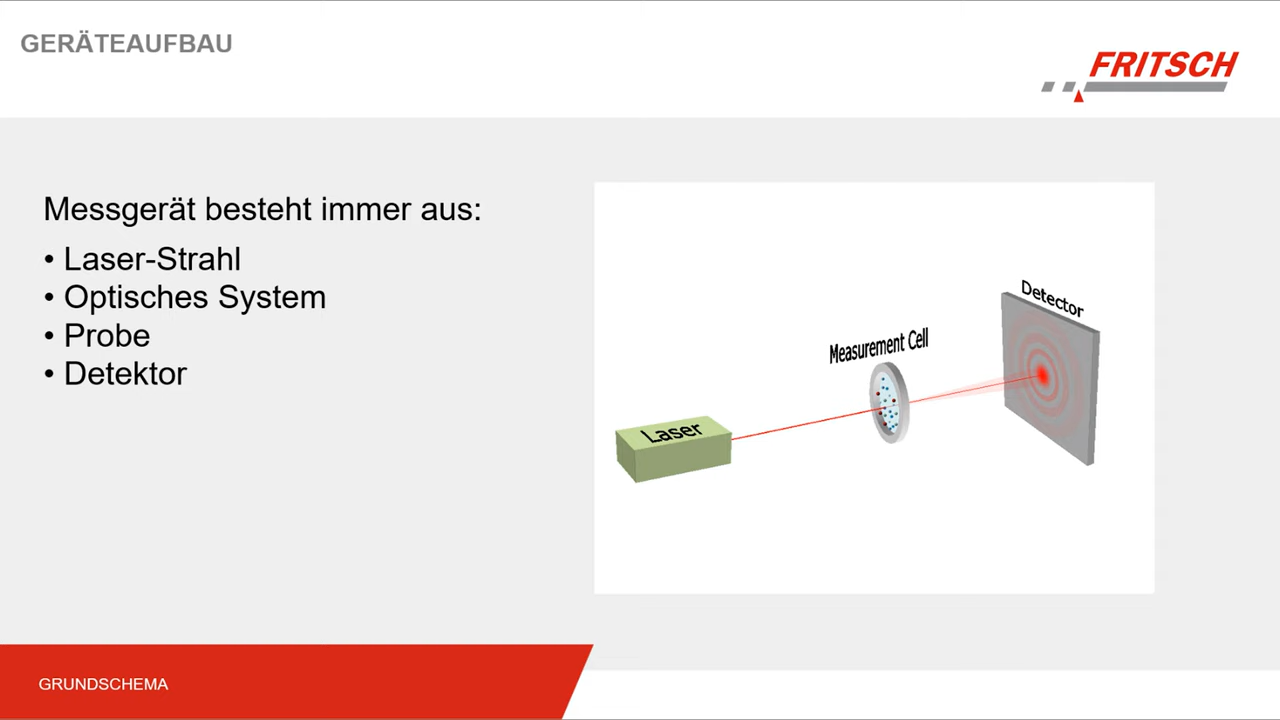 GERÄTEAUFBAU
FRITSCH
Messgerät besteht immer aus:
• Laser-Strahl
• Optisches System
• Probe
• Detektor
Detector
Measurement Cell
Laser
GRUNDSCHEMA